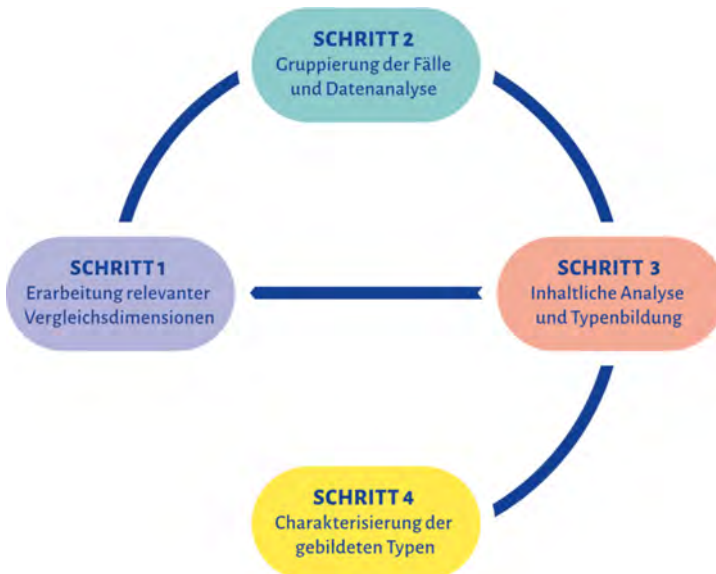 SCHRITT 2
Gruppierung der Fälle
und Datenanalyse
SCHRITT 1
Erarbeitung relevanter
Vergleichsdimensionen
SCHRITT 3
Inhaltliche Analyse
und Typenbildung
SCHRITT 4
Charakterisierung der
gebildeten Typen